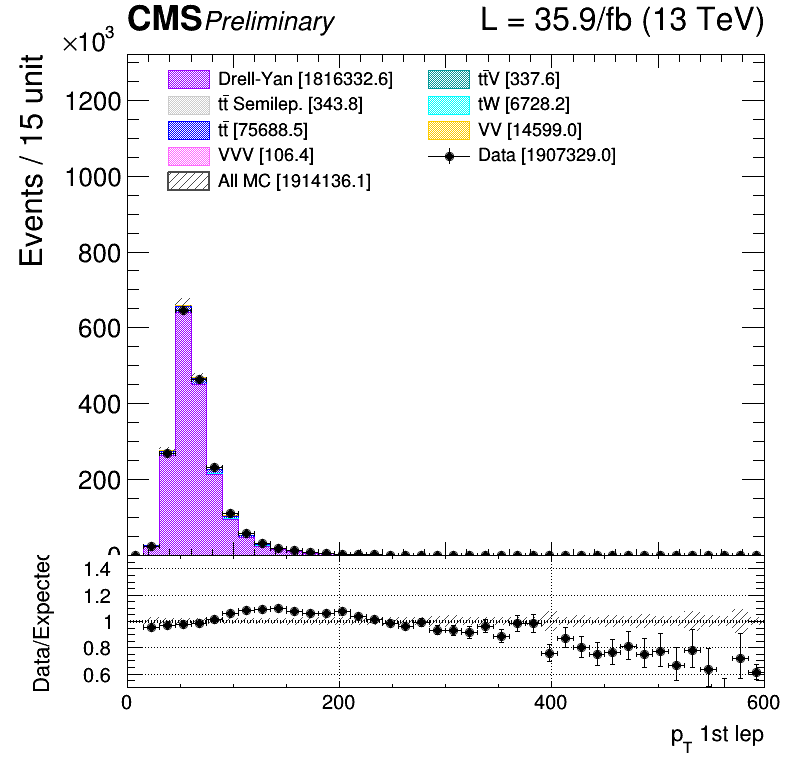 CMS Preliminary L = 35.9/fb (13 TeV)
×10³
Events / 15 unit
1200
1000
800
600
400
200
0
Drell-Yan [1816332.6]
tt̄ Semilep. [343.8]
tt̄ [75688.5]
VVV [106.4]
All MC [1914136.1]
tt̄V [337.6]
tW [6728.2]
VV [14599.0]
Data [1907329.0]
Data/Expected
1.4
1.2
1
0.8
0.6
0 200 400 600
p_T 1st lep